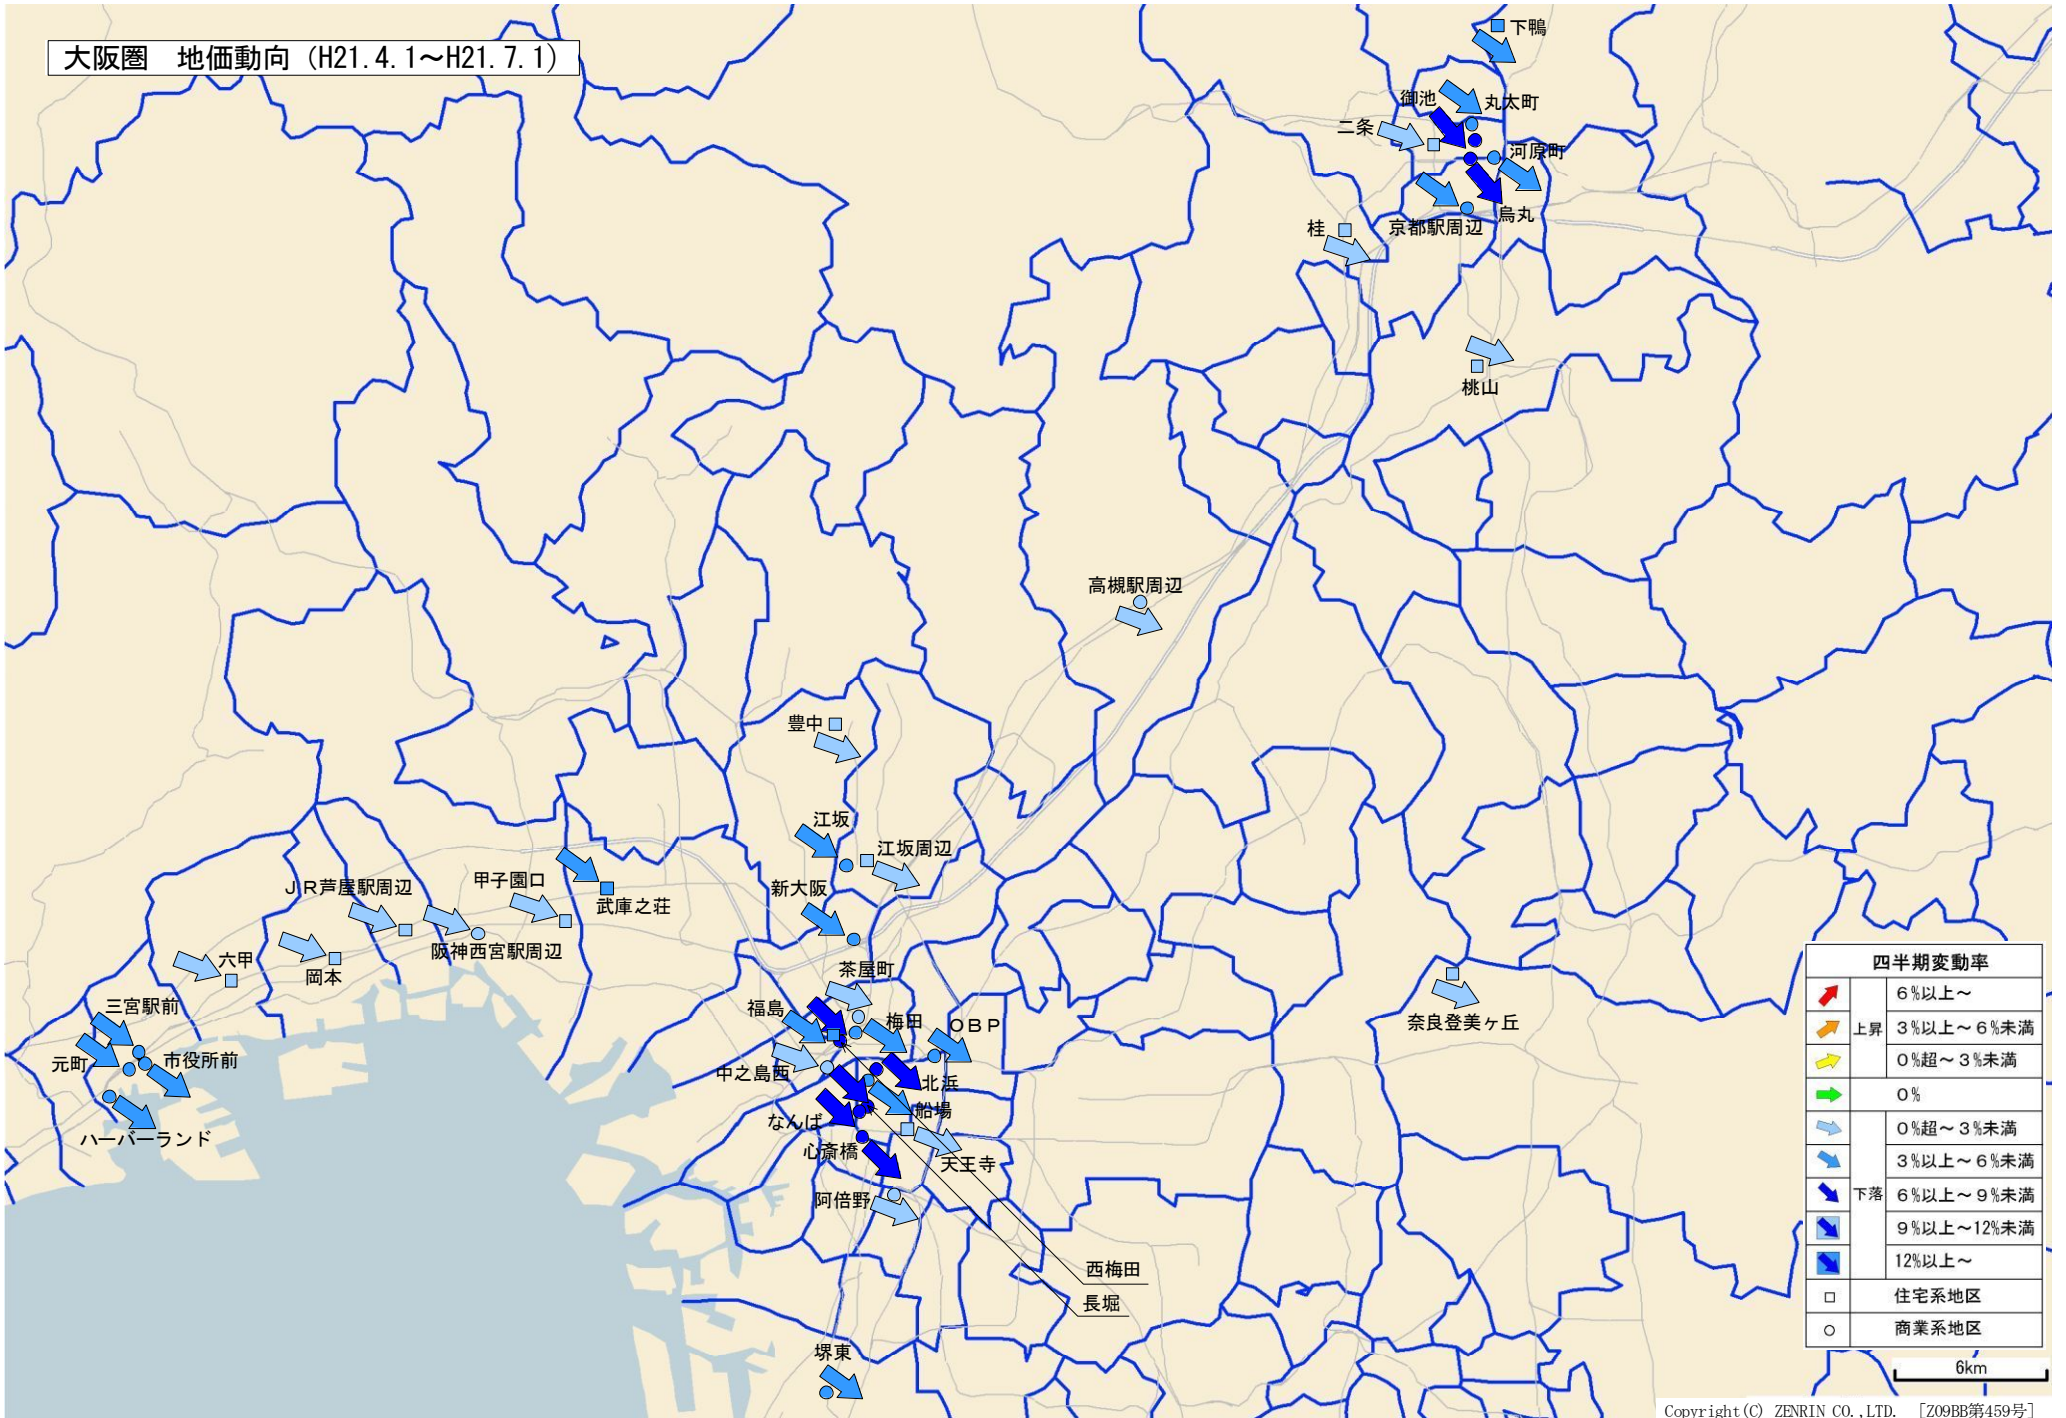 大阪圏　地価動向（H21.4.1～H21.7.1）
下鴨
御池
丸太町
二条
河原町
烏丸
京都駅周辺
桂
桃山
高槻駅周辺
豊中
江坂
江坂周辺
新大阪
茶屋町
ＪＲ芦屋駅周辺
甲子園口
武庫之荘
阪神西宮駅周辺
六甲
岡本
三宮駅前
元町
市役所前
ハーバーランド
福島
梅田
ＯＢＰ
中之島西
北浜
船場
なんば
心斎橋
天王寺
阿倍野
西梅田
長堀
堺東
奈良登美ヶ丘
四半期変動率
上昇
６%以上～
３%以上～６%未満
０%超～３%未満
０%
下落
０%超～３%未満
３%以上～６%未満
６%以上～９%未満
９%以上～12%未満
12%以上～
住宅系地区
商業系地区
6km
Copyright(C) ZENRIN CO.,LTD. [Z09BB第459号]